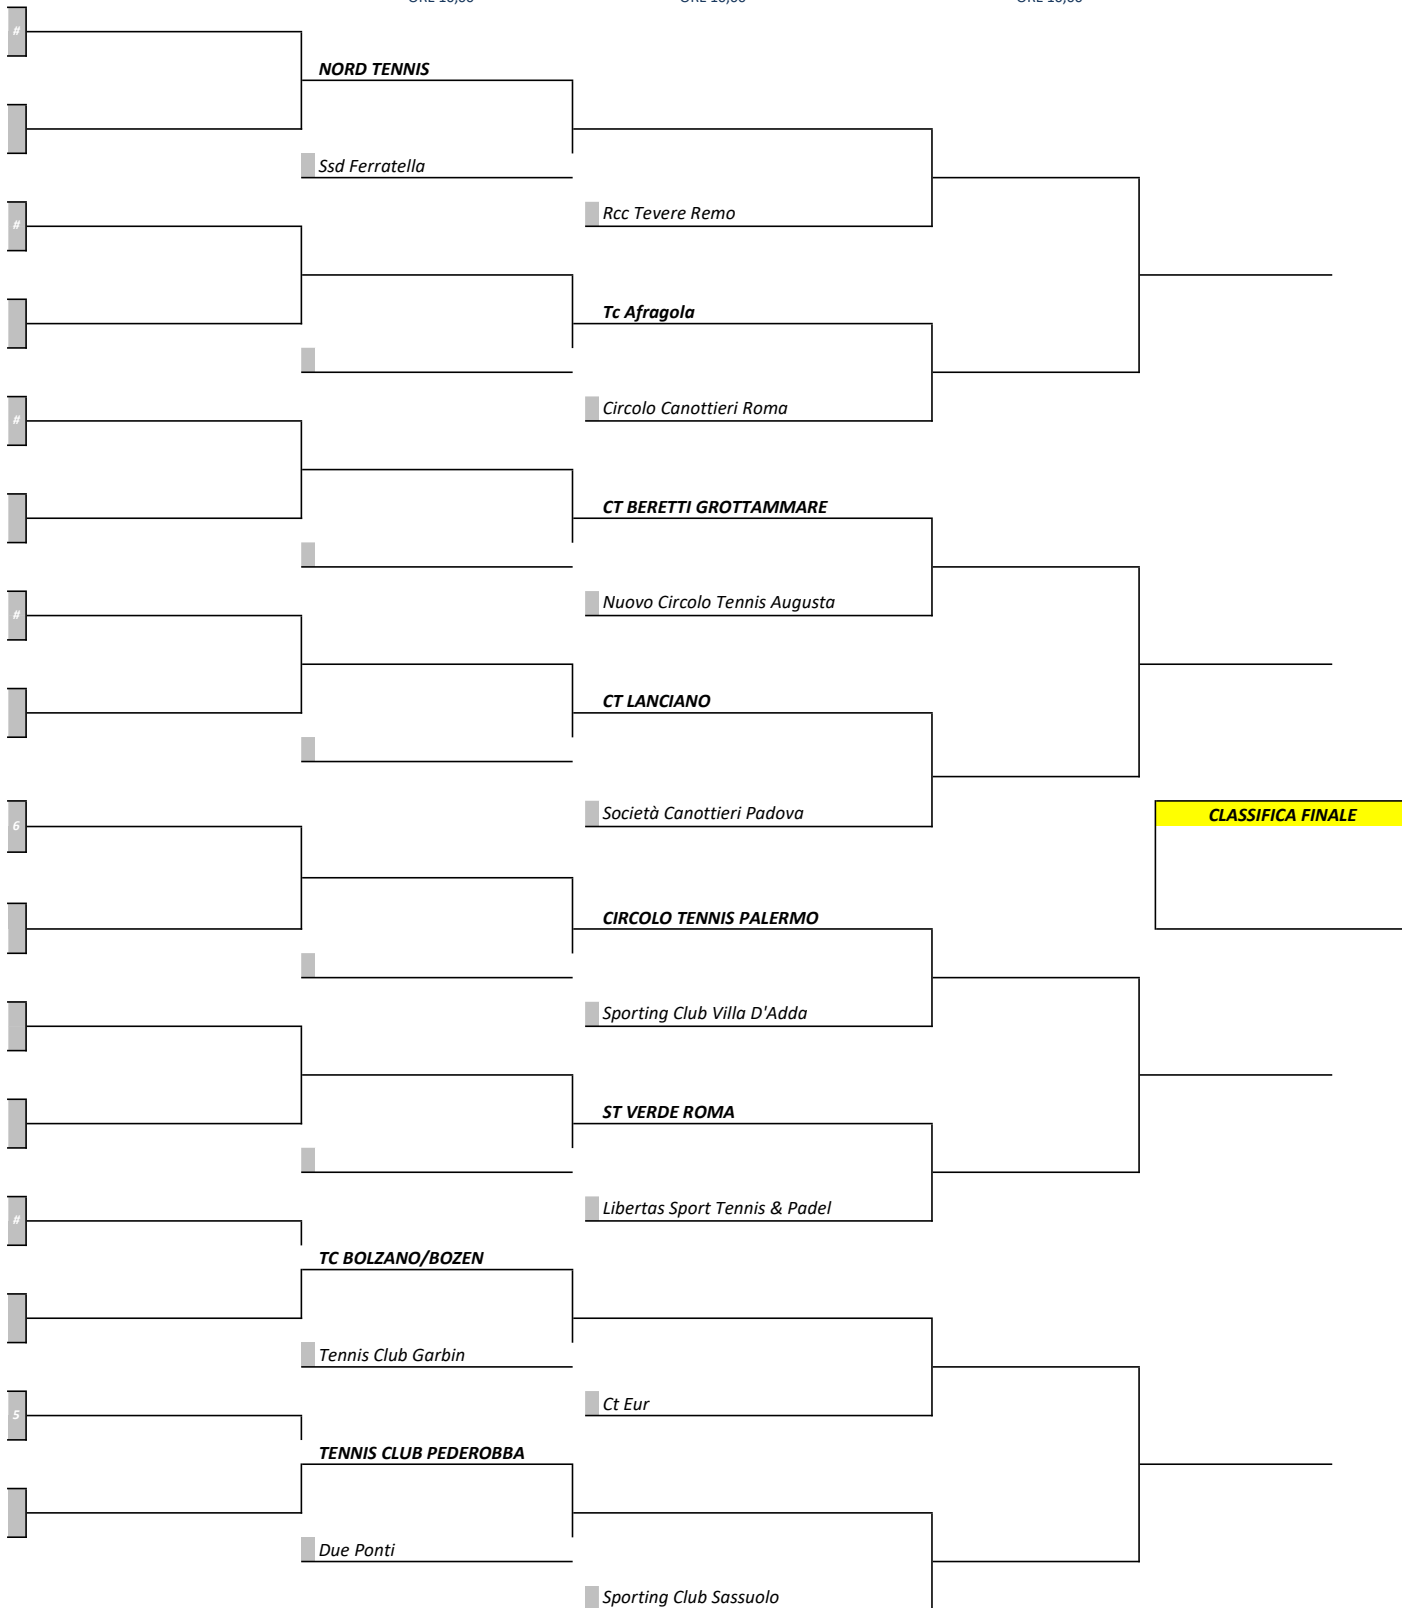 #
NORD TENNIS
Ssd Ferratella
#
Rcc Tevere Remo
Tc Afragola
#
Circolo Canottieri Roma
CT BERETTI GROTTAMMARE
#
Nuovo Circolo Tennis Augusta
CT LANCIANO
6
Società Canottieri Padova
CLASSIFICA FINALE
CIRCOLO TENNIS PALERMO
Sporting Club Villa D'Adda
ST VERDE ROMA
#
Libertas Sport Tennis & Padel
TC BOLZANO/BOZEN
Tennis Club Garbin
5
Ct Eur
TENNIS CLUB PEDEROBBA
Due Ponti
Sporting Club Sassuolo